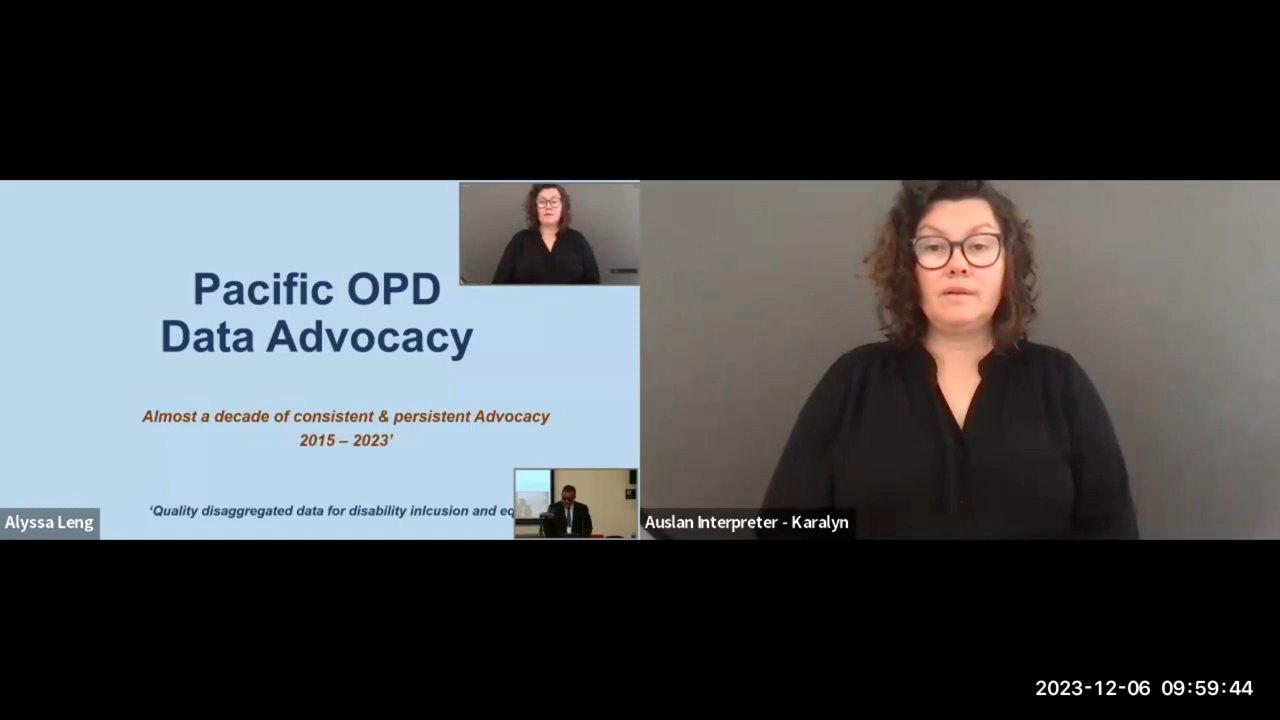 Pacific OPD
Data Advocacy
Almost a decade of consistent & persistent Advocacy
2015 – 2023’
‘Quality disaggregated data for disability inlcusion and
Alyssa Leng
Auslan Interpreter - Karalyn
2023-12-06 09:59:44